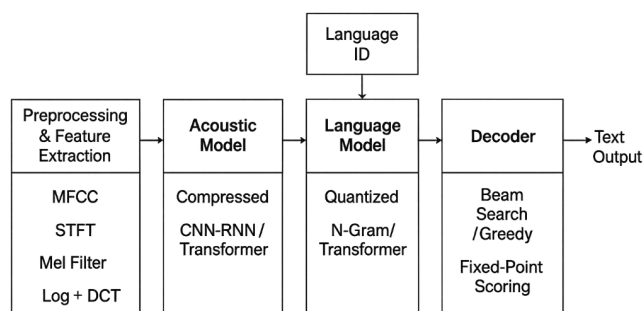 Language
ID
Preprocessing
& Feature
Extraction
MFCC
STFT
Mel Filter
Log + DCT
Acoustic
Model
Compressed
CNN-RNN /
Transformer
Language
Model
Quantized
N-Gram/
Transformer
Decoder
Beam
Search
/Greedy
Fixed-Point
Scoring
Text
Output